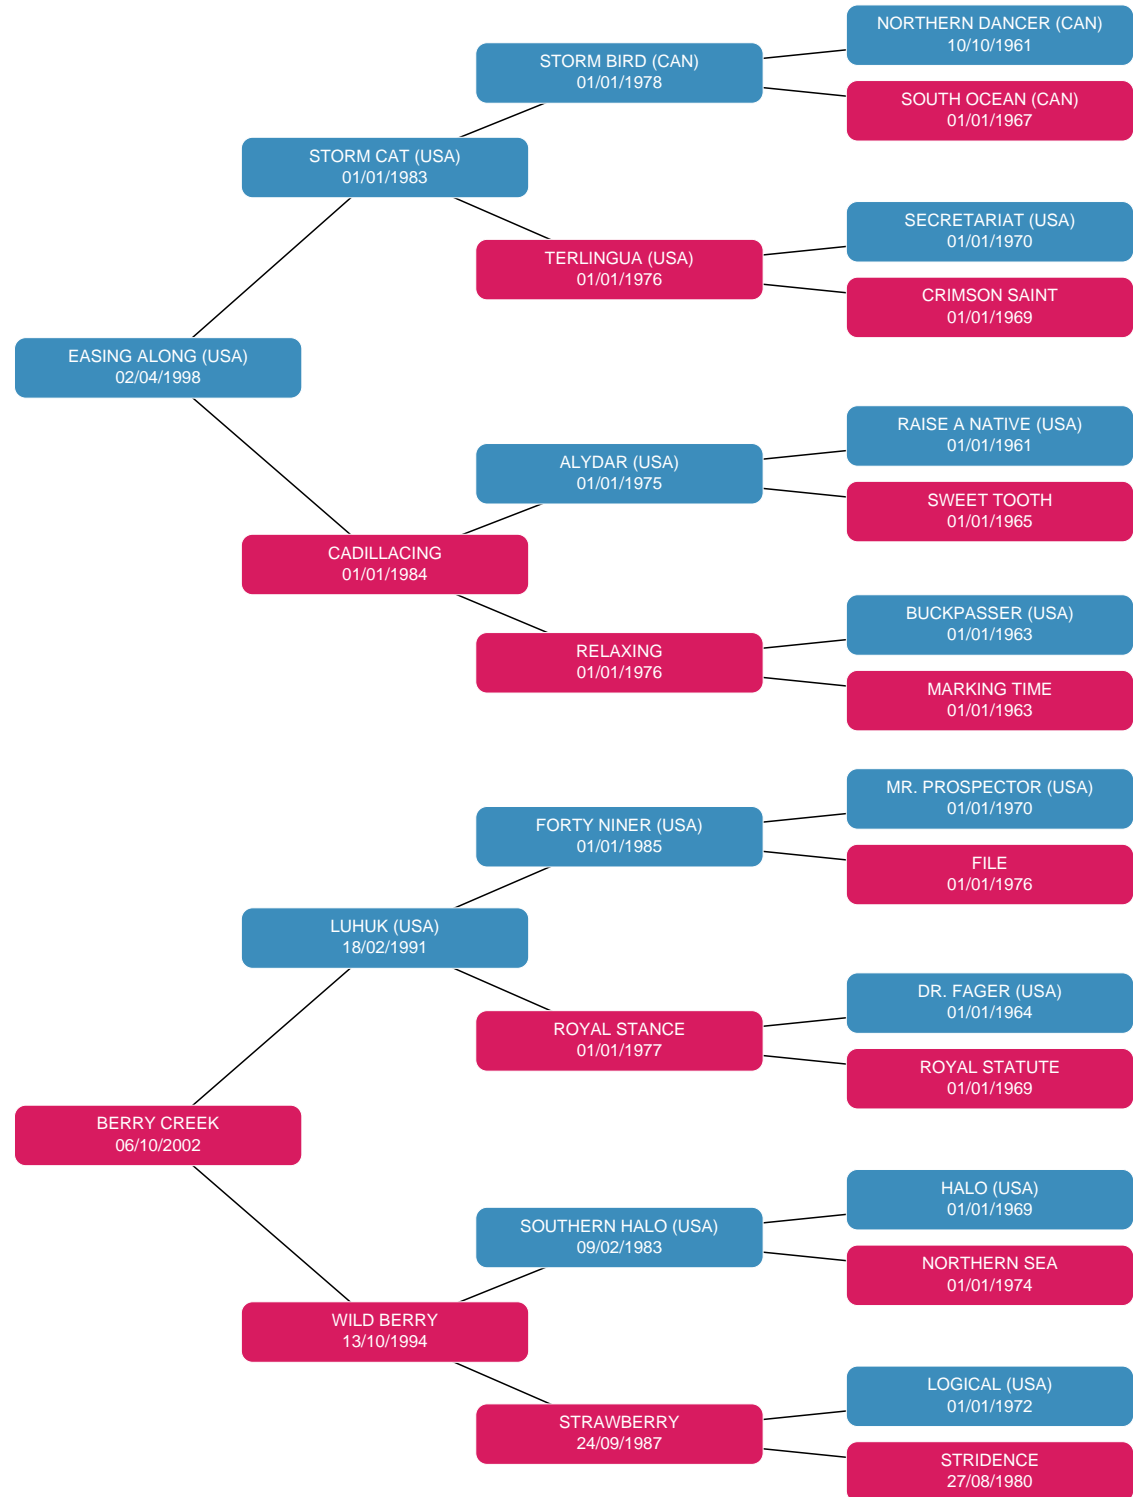 NORTHERN DANCER (CAN)
10/10/1961
STORM BIRD (CAN)
01/01/1978
SOUTH OCEAN (CAN)
01/01/1967
STORM CAT (USA)
01/01/1983
SECRETARIAT (USA)
01/01/1970
TERLINGUA (USA)
01/01/1976
CRIMSON SAINT
01/01/1969
EASING ALONG (USA)
02/04/1998
RAISE A NATIVE (USA)
01/01/1961
ALYDAR (USA)
01/01/1975
SWEET TOOTH
01/01/1965
CADILLACING
01/01/1984
BUCKPASSER (USA)
01/01/1963
RELAXING
01/01/1976
MARKING TIME
01/01/1963
MR. PROSPECTOR (USA)
01/01/1970
FORTY NINER (USA)
01/01/1985
FILE
01/01/1976
LUHUK (USA)
18/02/1991
DR. FAGER (USA)
01/01/1964
ROYAL STANCE
01/01/1977
ROYAL STATUTE
01/01/1969
BERRY CREEK
06/10/2002
HALO (USA)
01/01/1969
SOUTHERN HALO (USA)
09/02/1983
NORTHERN SEA
01/01/1974
WILD BERRY
13/10/1994
LOGICAL (USA)
01/01/1972
STRAWBERRY
24/09/1987
STRIDENCE
27/08/1980